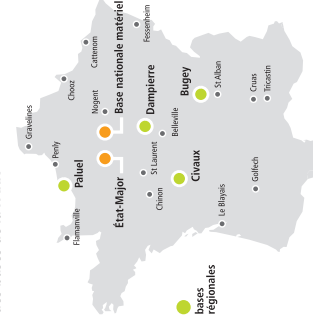 Gravelines
Penly
Paluel
Flamanville
Chooz
Cattenom
Nogent
Fessenheim
Base nationale matériel
État-Major
Dampierre
Belleville
St Laurent
Chinon
Civaux
Bugey
St Alban
Cruas
Tricastin
Golfech
Le Blayais
bases
régionales